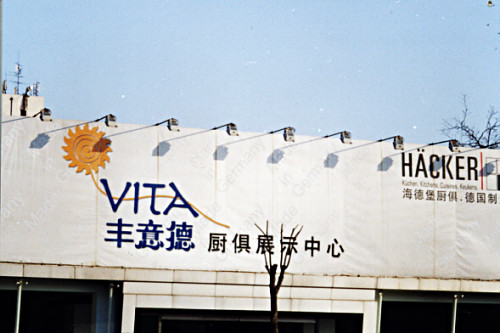 VITA
丰意德 厨俱展示中心
HÄCKER
Küchen, Kitchens, Cuisines, Keukens
海德堡厨俱.德国制